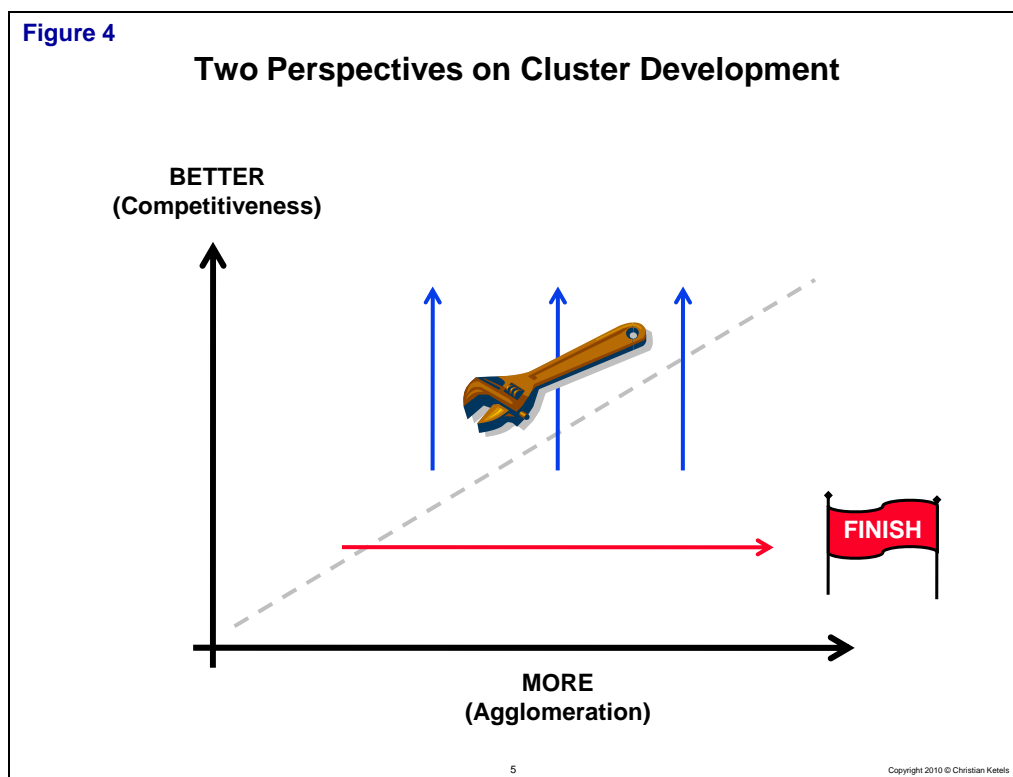 Figure 4
Two Perspectives on Cluster Development
BETTER
(Competitiveness)
FINISH
MORE
(Agglomeration)
5
Copyright 2010 © Christian Ketels